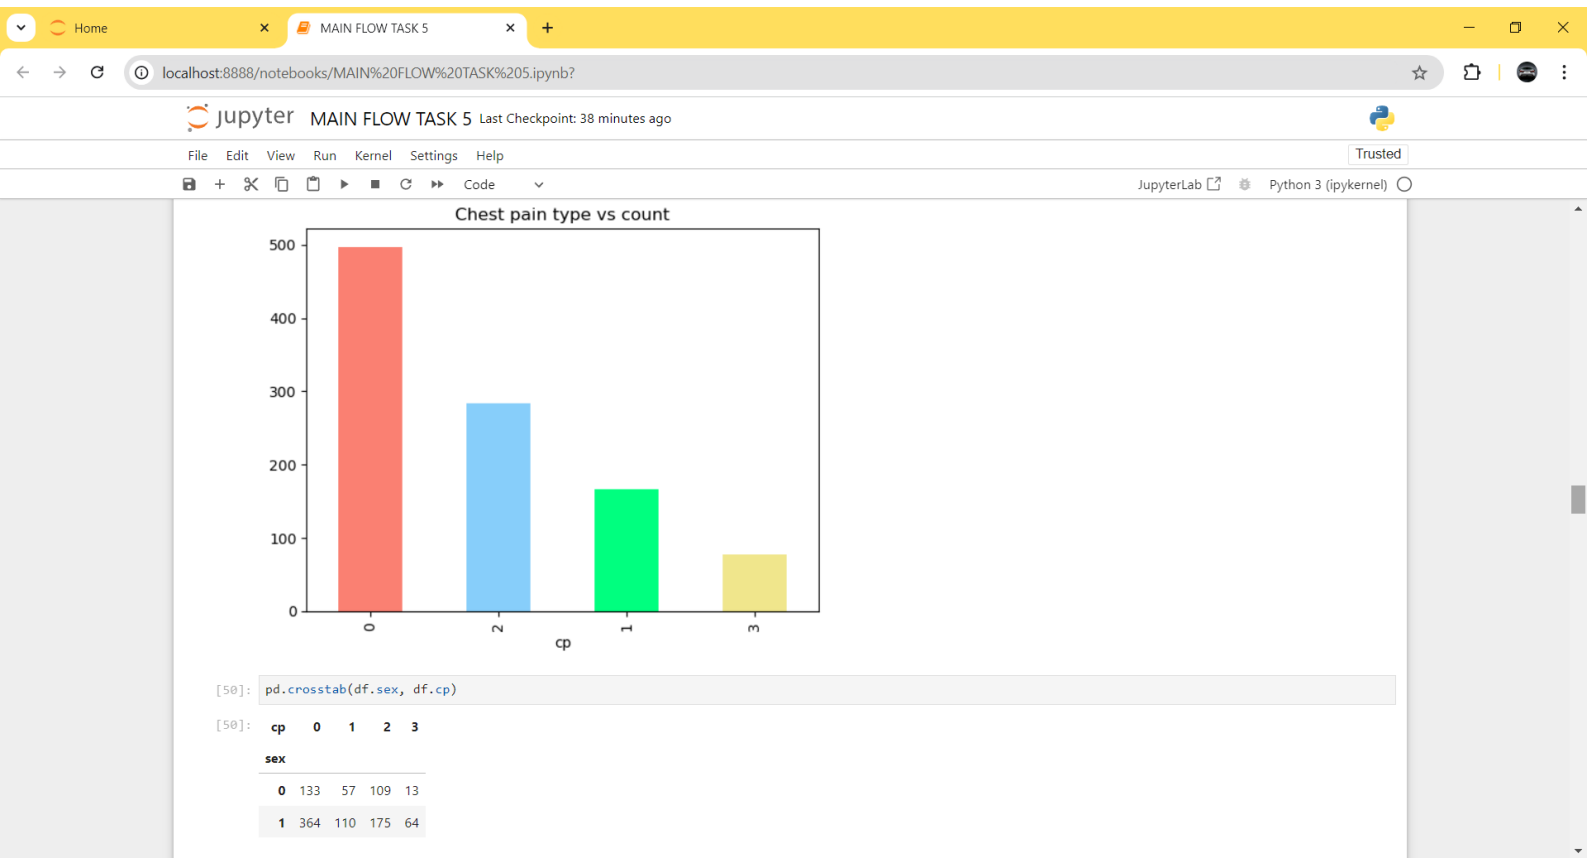 Home
MAIN FLOW TASK 5
localhost:8888/notebooks/MAIN%20FLOW%20TASK%205.ipynb?
jupyter MAIN FLOW TASK 5 Last Checkpoint: 38 minutes ago
File Edit View Run Kernel Settings Help Trusted
Code JupyterLab Python 3 (ipykernel)
Chest pain type vs count
500
400
300
200
100
0
0 2 1 3
cp
[50]: pd.crosstab(df.sex, df.cp)
[50]: cp 0 1 2 3
sex
0 133 57 109 13
1 364 110 175 64